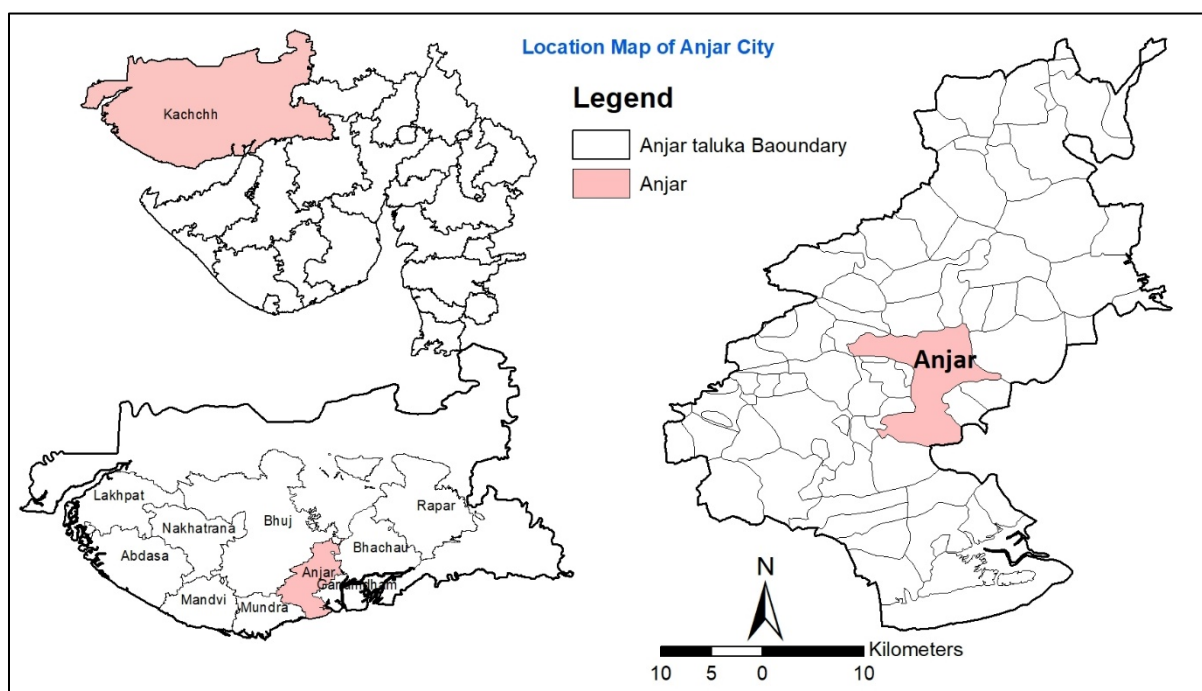 Location Map of Anjar City
Kachchh
Legend
Anjar taluka Baoundary
Anjar
Anjar
Lakhpat
Nakhatrana
Bhuj
Rapar
Abdasa
Bhachau
Anjar
Mandvi
Mundra
N
Kilometers
10 5 0 10